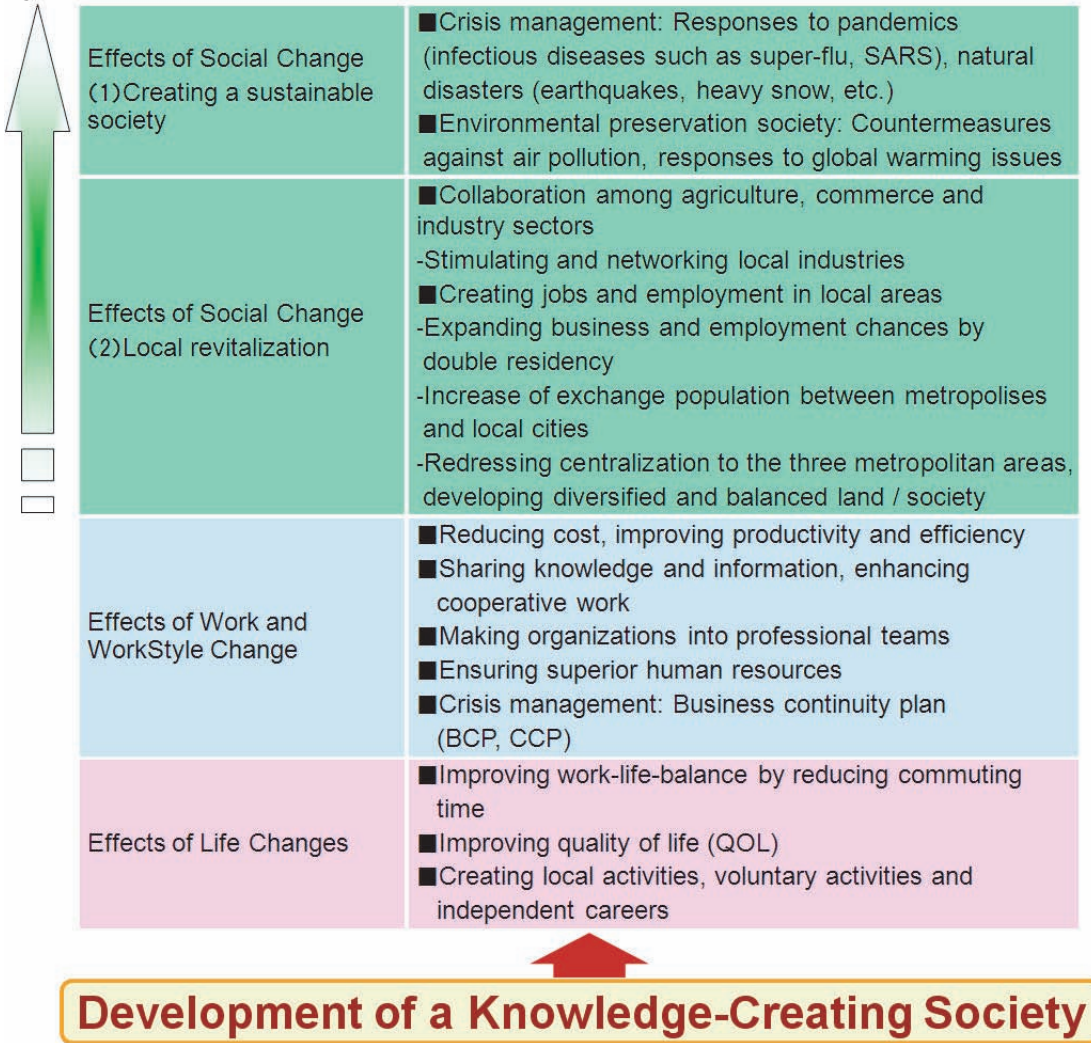 Effects of Social Change
(1)Creating a sustainable
society
■Crisis management: Responses to pandemics
(infectious diseases such as super-flu, SARS), natural
disasters (earthquakes, heavy snow, etc.)
■Environmental preservation society: Countermeasures
against air pollution, responses to global warming issues
Effects of Social Change
(2)Local revitalization
■Collaboration among agriculture, commerce and
industry sectors
-Stimulating and networking local industries
■Creating jobs and employment in local areas
-Expanding business and employment chances by
double residency
-Increase of exchange population between metropolises
and local cities
-Redressing centralization to the three metropolitan areas,
developing diversified and balanced land / society
Effects of Work and
WorkStyle Change
■Reducing cost, improving productivity and efficiency
■Sharing knowledge and information, enhancing
cooperative work
■Making organizations into professional teams
■Ensuring superior human resources
■Crisis management: Business continuity plan
(BCP, CCP)
Effects of Life Changes
■Improving work-life-balance by reducing commuting
time
■Improving quality of life (QOL)
■Creating local activities, voluntary activities and
independent careers
Development of a Knowledge-Creating Society